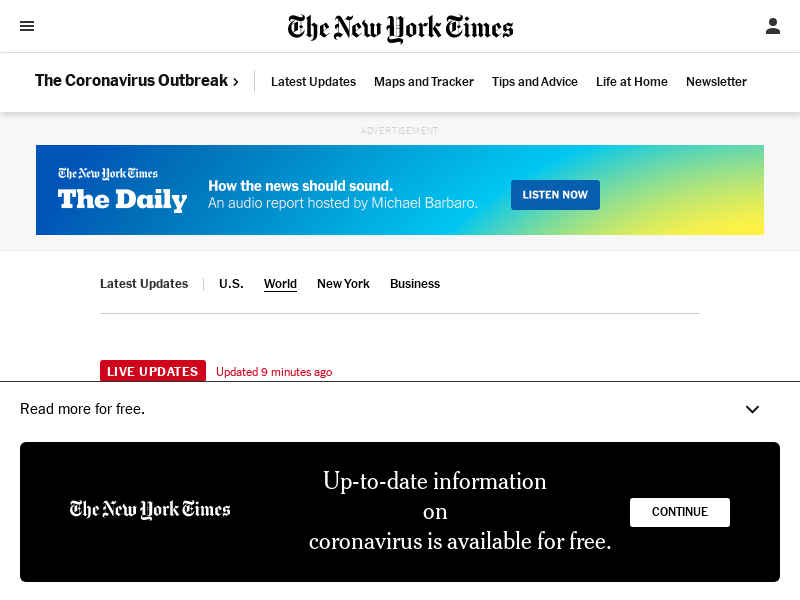 The New York Times
The Coronavirus Outbreak
Latest Updates Maps and Tracker Tips and Advice Life at Home Newsletter
ADVERTISEMENT
The New York Times
The Daily
How the news should sound.
An audio report hosted by Michael Barbaro.
LISTEN NOW
Latest Updates U.S. World New York Business
LIVE UPDATES Updated 9 minutes ago
Read more for free.
The New York Times
Up-to-date information
on
coronavirus is available for free.
CONTINUE